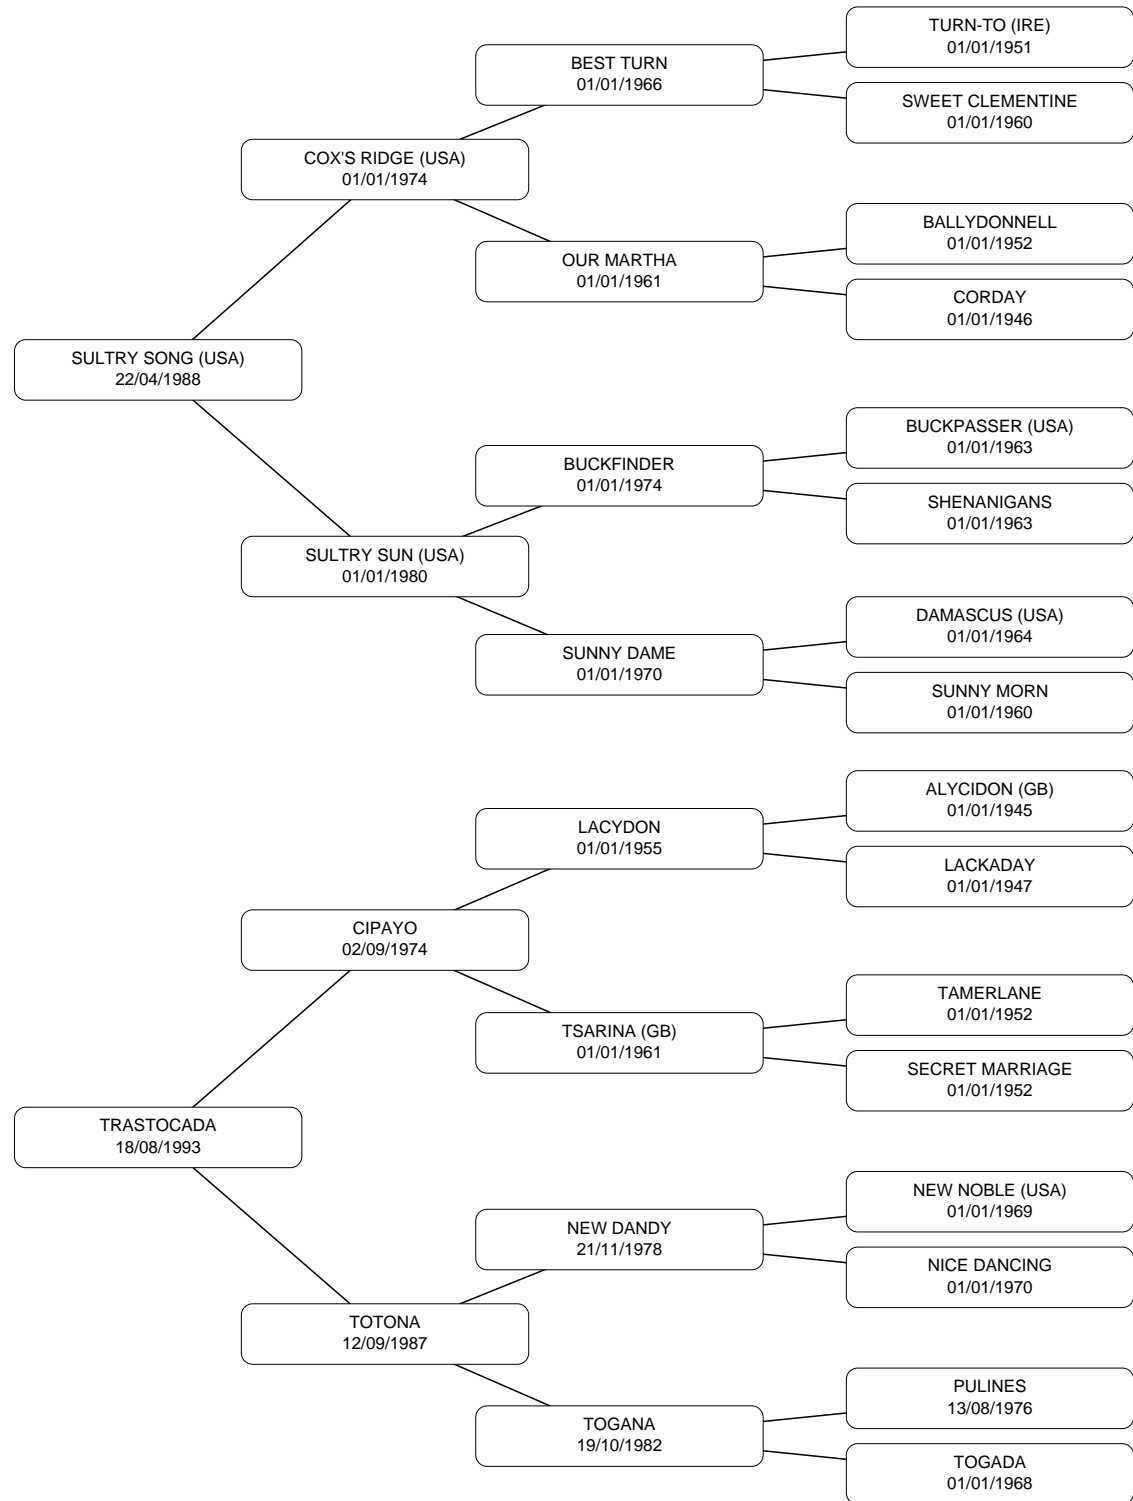 TURN-TO (IRE)
01/01/1951
BEST TURN
01/01/1966
SWEET CLEMENTINE
01/01/1960
COX'S RIDGE (USA)
01/01/1974
BALLYDONNELL
01/01/1952
OUR MARTHA
01/01/1961
CORDAY
01/01/1946
SULTRY SONG (USA)
22/04/1988
BUCKPASSER (USA)
01/01/1963
BUCKFINDER
01/01/1974
SHENANIGANS
01/01/1963
SULTRY SUN (USA)
01/01/1980
DAMASCUS (USA)
01/01/1964
SUNNY DAME
01/01/1970
SUNNY MORN
01/01/1960
ALYCIDON (GB)
01/01/1945
LACYDON
01/01/1955
LACKADAY
01/01/1947
CIPAYO
02/09/1974
TAMERLANE
01/01/1952
TSARINA (GB)
01/01/1961
SECRET MARRIAGE
01/01/1952
TRASTOCADA
18/08/1993
NEW NOBLE (USA)
01/01/1969
NEW DANDY
21/11/1978
NICE DANCING
01/01/1970
TOTONA
12/09/1987
PULINES
13/08/1976
TOGANA
19/10/1982
TOGADA
01/01/1968